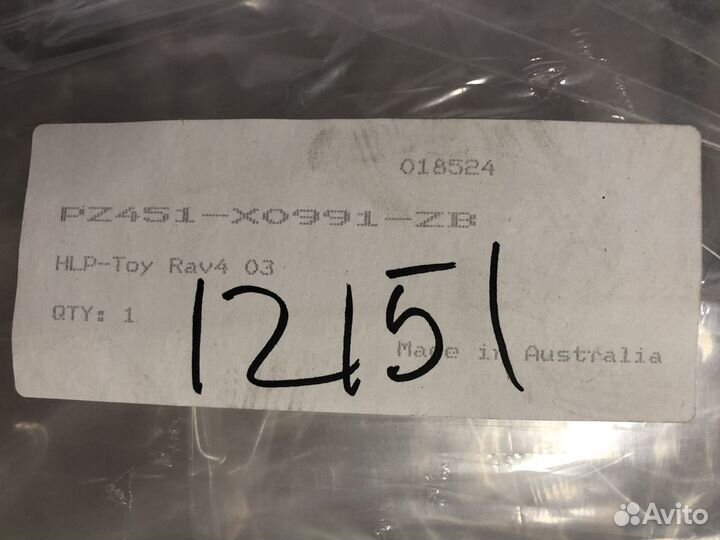 018524
PZ451-X0991-ZB
HLP-Toy Rav4 03
QTY: 1
12151
Made in Australia
Avito